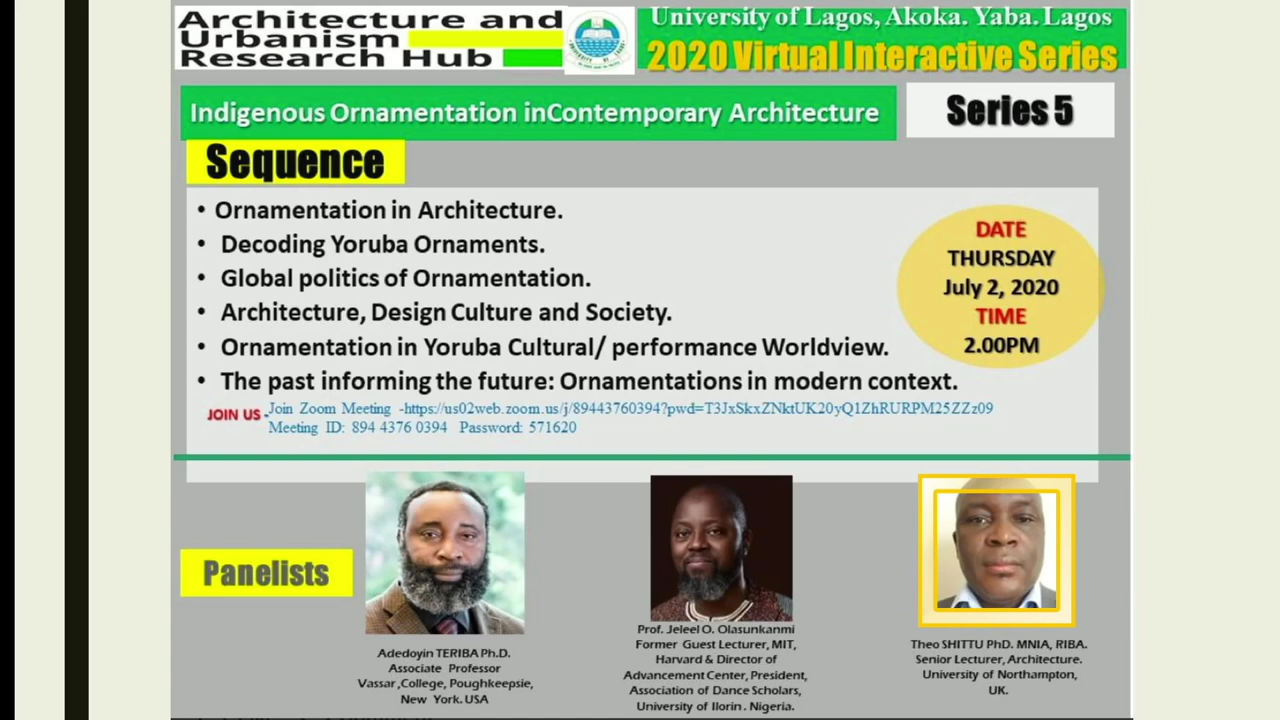 Architecture and
Urbanism
Research Hub
University of Lagos, Akoka. Yaba. Lagos
2020 Virtual Interactive Series
Indigenous Ornamentation inContemporary Architecture
Series 5
Sequence
• Ornamentation in Architecture.
• Decoding Yoruba Ornaments.
• Global politics of Ornamentation.
• Architecture, Design Culture and Society.
• Ornamentation in Yoruba Cultural/ performance Worldview.
• The past informing the future: Ornamentations in modern context.
DATE
THURSDAY
July 2, 2020
TIME
2.00PM
JOIN US -Join Zoom Meeting -https://us02web.zoom.us/j/89443760394?pwd=T3JxSkxZNktUK20yQ1ZhRURPM25ZZz09
Meeting ID: 894 4376 0394 Password: 571620
Panelists
Adedoyin TERIBA Ph.D.
Associate Professor
Vassar ,College, Poughkeepsie,
New York. USA
Prof. Jeleel O. Olasunkanmi
Former Guest Lecturer, MIT,
Harvard & Director of
Advancement Center, President,
Association of Dance Scholars,
University of Ilorin . Nigeria.
Theo SHITTU PhD. MNIA, RIBA.
Senior Lecturer, Architecture.
University of Northampton,
UK.